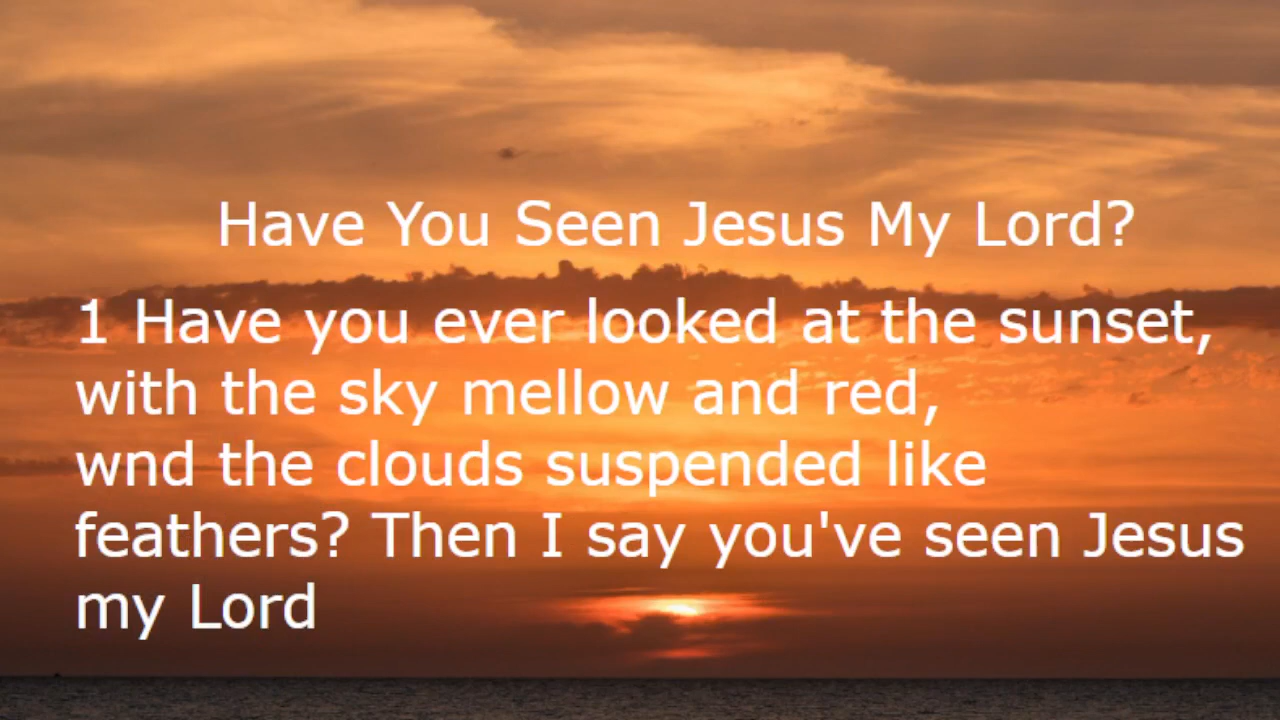 Have You Seen Jesus My Lord?
1 Have you ever looked at the sunset,
with the sky mellow and red,
wnd the clouds suspended like
feathers? Then I say you've seen Jesus
my Lord